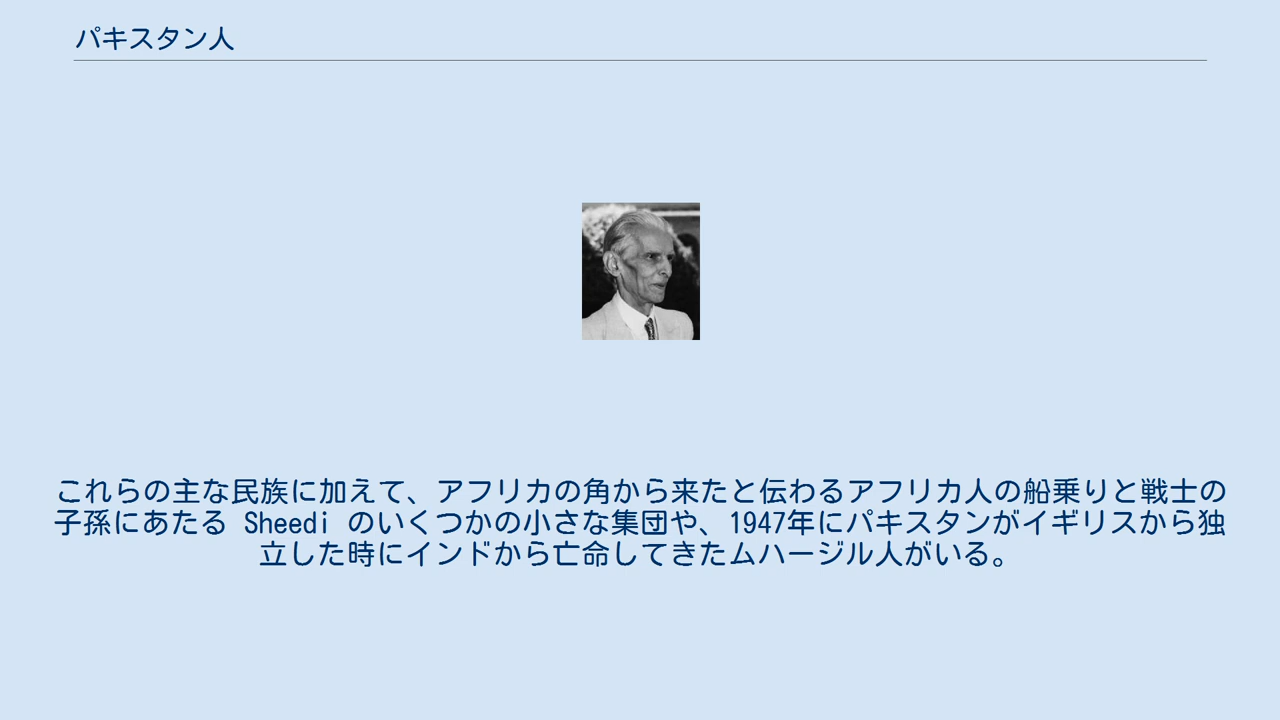 パキスタン人
これらの主な民族に加えて、アフリカの角から来たと伝わるアフリカ人の船乗りと戦士の
子孫にあたる Sheedi のいくつかの小さな集団や、1947年にパキスタンがイギリスから独
立した時にインドから亡命してきたムハージル人がいる。